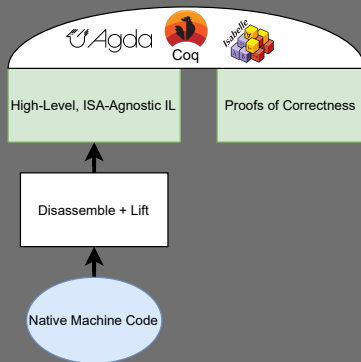 Agda
Coq
Isabelle
High-Level, ISA-Agnostic IL
Proofs of Correctness
Disassemble + Lift
Native Machine Code